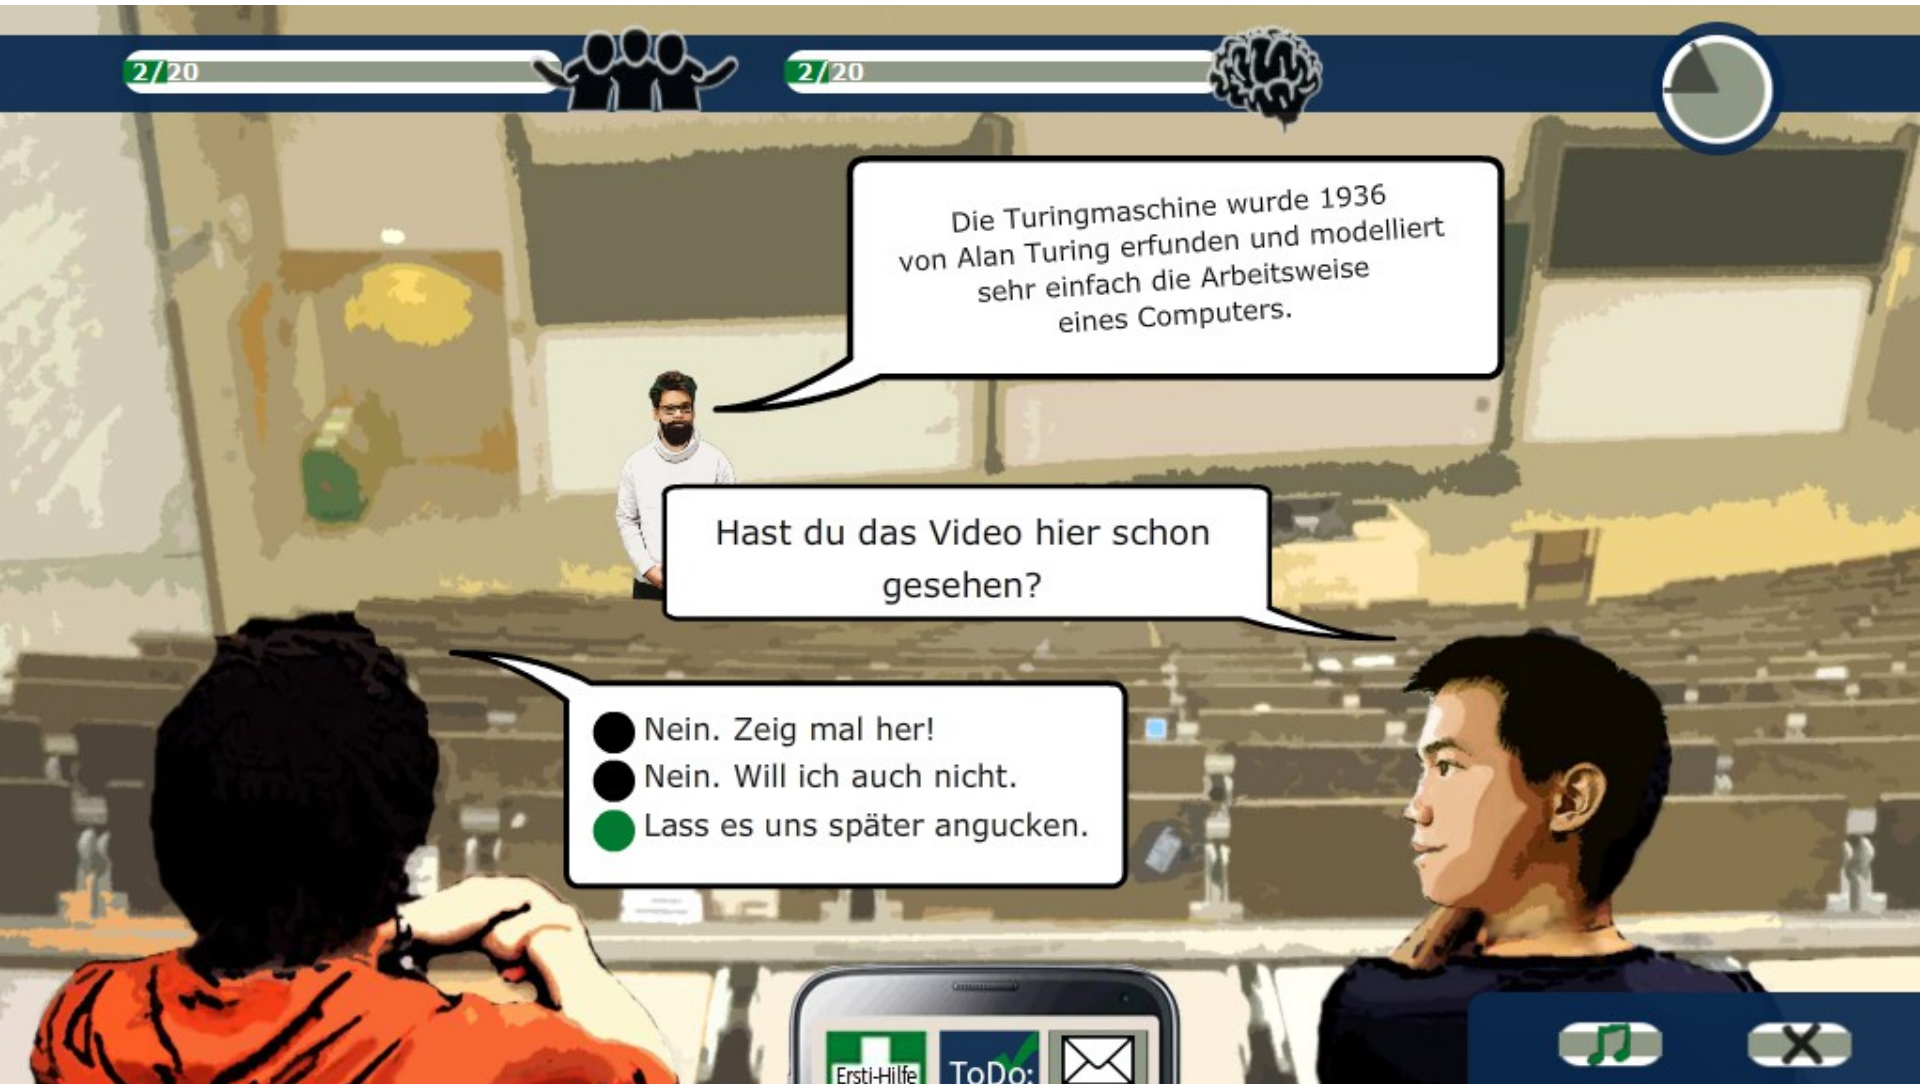 2/20
2/20
Die Turingmaschine wurde 1936
von Alan Turing erfunden und modelliert
sehr einfach die Arbeitsweise
eines Computers.
Hast du das Video hier schon
gesehen?
Nein. Zeig mal her!
Nein. Will ich auch nicht.
Lass es uns später angucken.
Ersti-Hilfe
ToDo: